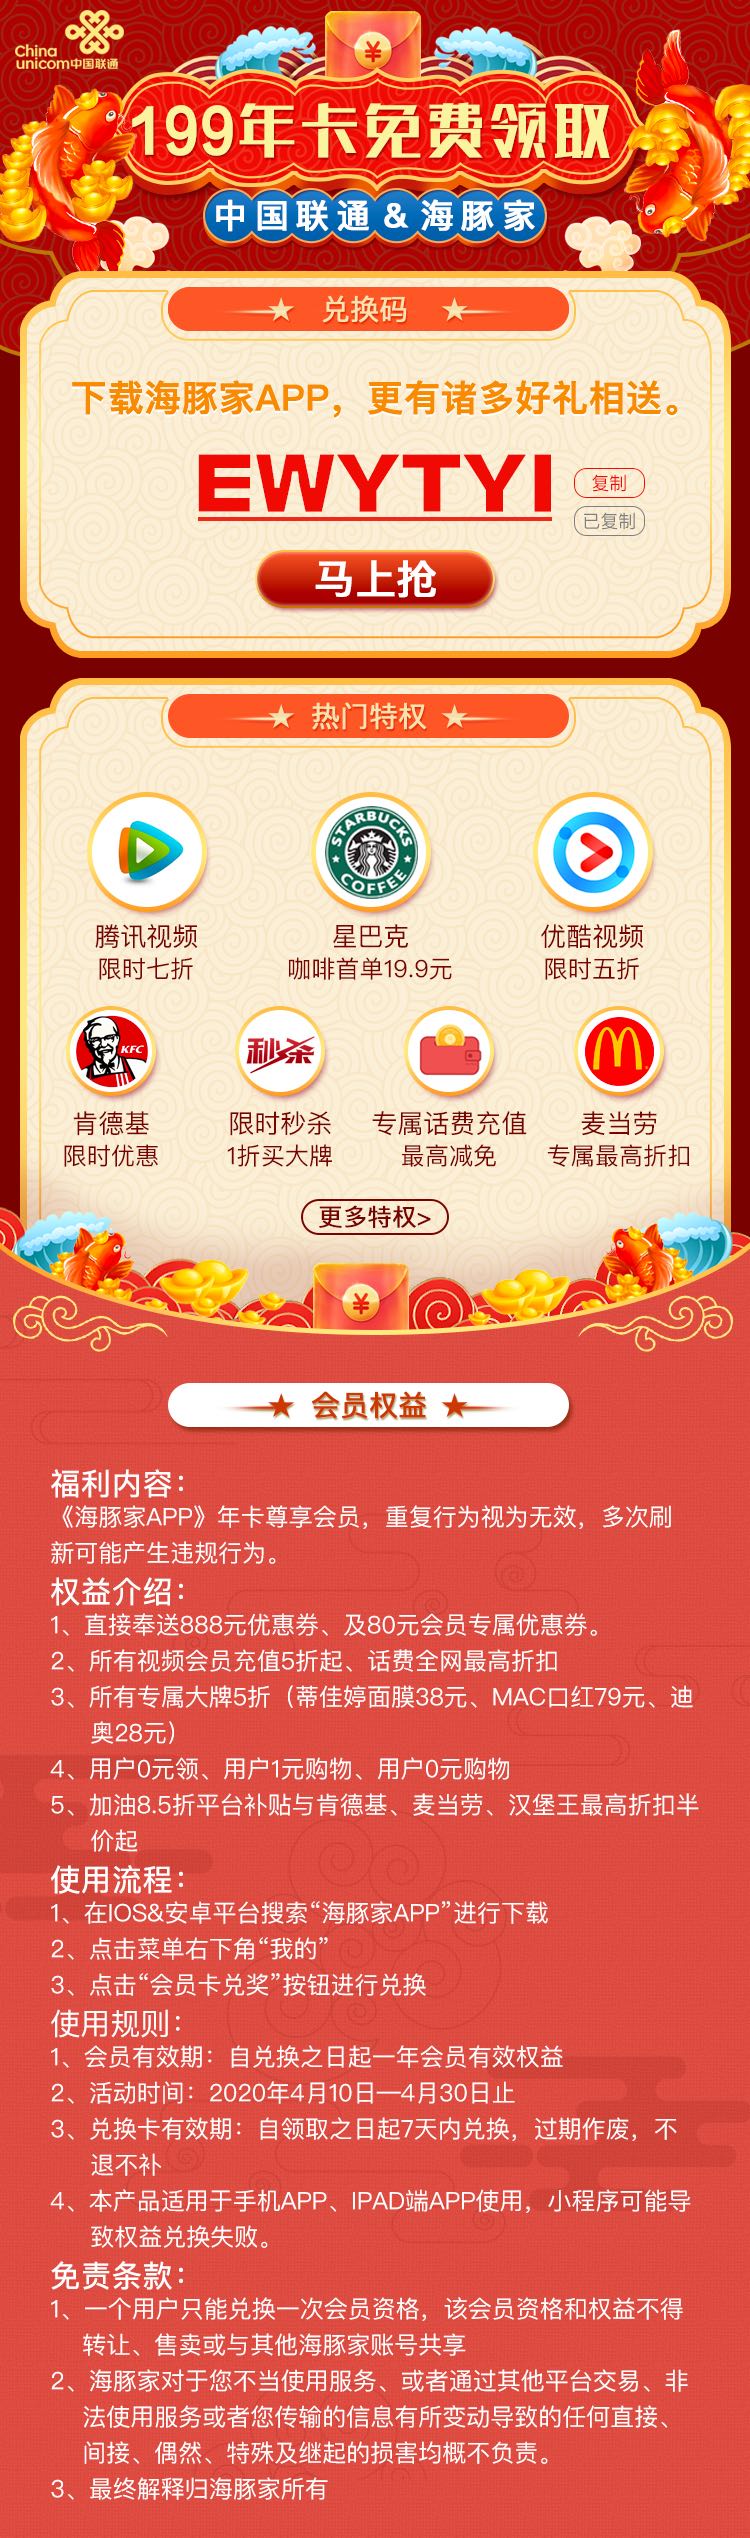 China
unicom中国联通
¥
199年卡免费领取
中国联通&海豚家
兑换码
下载海豚家APP，更有诸多好礼相送。
EWYTYI
复制
已复制
马上抢
热门特权
STARBUCKS
COFFEE
腾讯视频
限时七折
星巴克
咖啡首单19.9元
优酷视频
限时五折
KFC
秒杀
肯德基
限时优惠
限时秒杀
1折买大牌
专属话费充值
最高减免
麦当劳
专属最高折扣
更多特权>
¥
会员权益
福利内容：
《海豚家APP》年卡尊享会员，重复行为视为无效，多次刷
新可能产生违规行为。
权益介绍：
1、直接奉送888元优惠券、及80元会员专属优惠券。
2、所有视频会员充值5折起、话费全网最高折扣
3、所有专属大牌5折（蒂佳婷面膜38元、MAC口红79元、迪
奥28元）
4、用户0元领、用户1元购物、用户0元购物
5、加油8.5折平台补贴与肯德基、麦当劳、汉堡王最高折扣半
价起
使用流程：
1、在IOS&安卓平台搜索“海豚家APP”进行下载
2、点击菜单右下角“我的”
3、点击“会员卡兑奖”按钮进行兑换
使用规则：
1、会员有效期：自兑换之日起一年会员有效权益
2、活动时间：2020年4月10日—4月30日止
3、兑换卡有效期：自领取之日起7天内兑换，过期作废，不
退不补
4、本产品适用于手机APP、IPAD端APP使用，小程序可能导
致权益兑换失败。
免责条款：
1、一个用户只能兑换一次会员资格，该会员资格和权益不得
转让、售卖或与其他海豚家账号共享
2、海豚家对于您不当使用服务、或者通过其他平台交易、非
法使用服务或者您传输的信息有所变动导致的任何直接、
间接、偶然、特殊及继起的损害均概不负责。
3、最终解释归海豚家所有